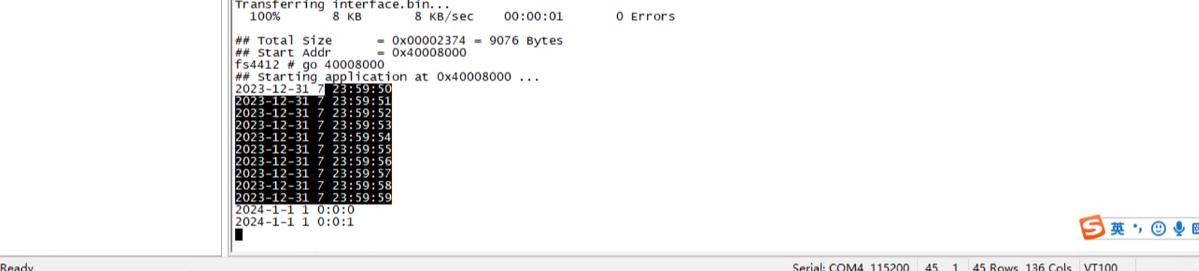 Transferring interface.bin...
100%       8 KB       8 KB/sec    00:00:01       0 Errors
## Total Size      = 0x00002374 = 9076 Bytes
## Start Addr      = 0x40008000
fs4412 # go 40008000
## Starting application at 0x40008000 ...
2023-12-31 7 23:59:50
2023-12-31 7 23:59:51
2023-12-31 7 23:59:52
2023-12-31 7 23:59:53
2023-12-31 7 23:59:54
2023-12-31 7 23:59:55
2023-12-31 7 23:59:56
2023-12-31 7 23:59:57
2023-12-31 7 23:59:58
2023-12-31 7 23:59:59
2024-1-1 1 0:0:0
2024-1-1 1 0:0:1
S 英
Ready
Serial: COM4, 115200    45,  1   45 Rows, 136 Cols   VT100